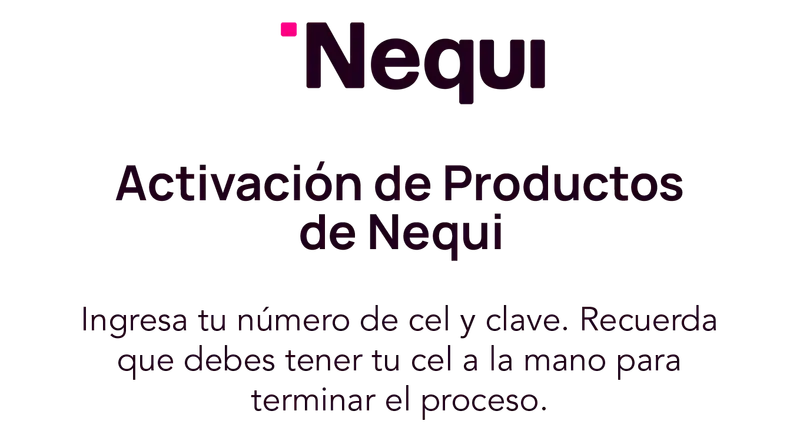 Nequi
Activación de Productos
de Nequi
Ingresa tu número de cel y clave. Recuerda
que debes tener tu cel a la mano para
terminar el proceso.